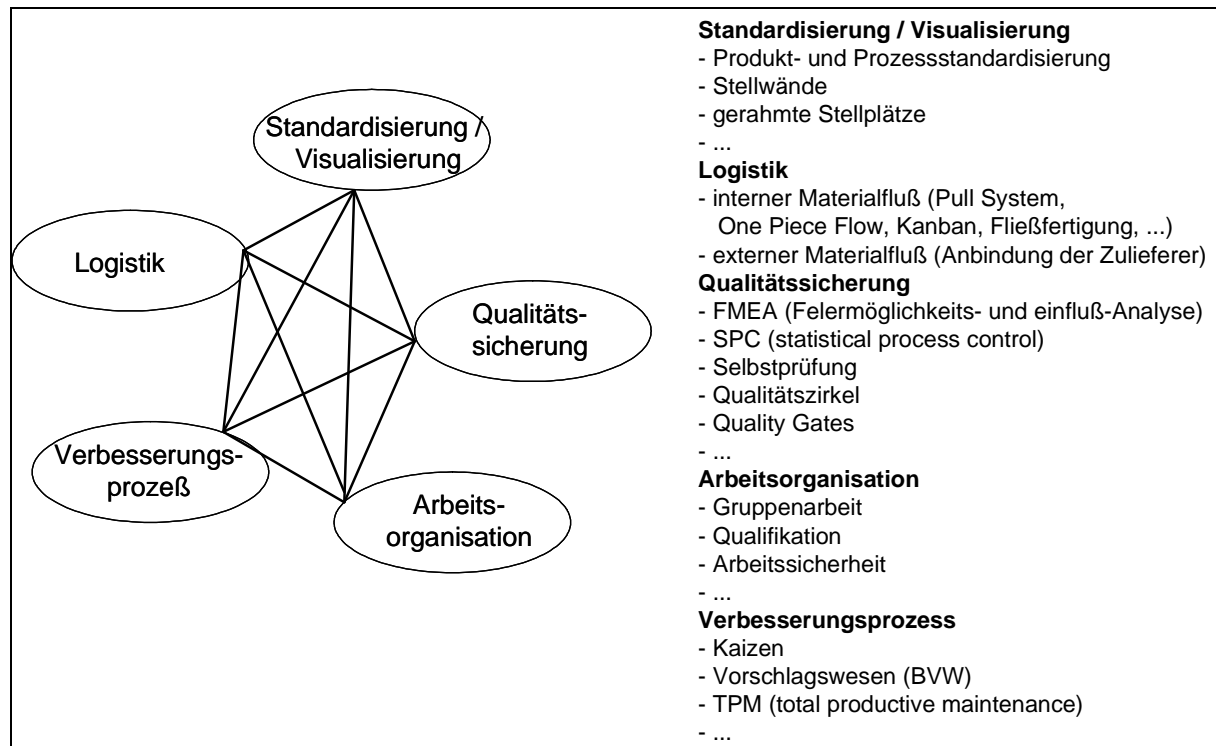 Standardisierung /
Visualisierung
Logistik
Qualitäts-
sicherung
Verbesserungs-
prozeß
Arbeits-
organisation
Standardisierung / Visualisierung
- Produkt- und Prozessstandardisierung
- Stellwände
- gerahmte Stellplätze
- ...
Logistik
- interner Materialfluß (Pull System,
One Piece Flow, Kanban, Fließfertigung, ...)
- externer Materialfluß (Anbindung der Zulieferer)
Qualitätssicherung
- FMEA (Felermöglichkeits- und einfluß-Analyse)
- SPC (statistical process control)
- Selbstprüfung
- Qualitätszirkel
- Quality Gates
- ...
Arbeitsorganisation
- Gruppenarbeit
- Qualifikation
- Arbeitssicherheit
- ...
Verbesserungsprozess
- Kaizen
- Vorschlagswesen (BVW)
- TPM (total productive maintenance)
- ...